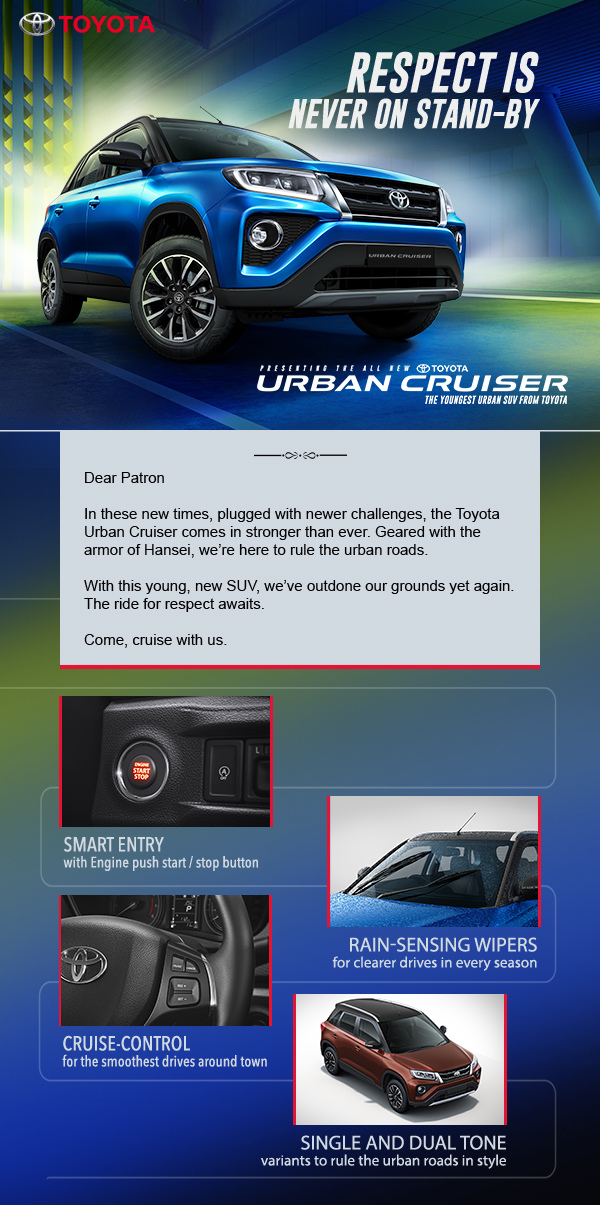 TOYOTA
RESPECT IS
NEVER ON STAND-BY
URBAN CRUISER
PRESENTING THE ALL NEW TOYOTA
URBAN CRUISER
THE YOUNGEST URBAN SUV FROM TOYOTA
Dear Patron
In these new times, plugged with newer challenges, the Toyota
Urban Cruiser comes in stronger than ever. Geared with the
armor of Hansei, we’re here to rule the urban roads.
With this young, new SUV, we’ve outdone our grounds yet again.
The ride for respect awaits.
Come, cruise with us.
ENGINE
START
STOP
OFF
SMART ENTRY
with Engine push start / stop button
RAIN-SENSING WIPERS
for clearer drives in every season
P
CANCEL
RES +
SET -
CRUISE-CONTROL
for the smoothest drives around town
SINGLE AND DUAL TONE
variants to rule the urban roads in style